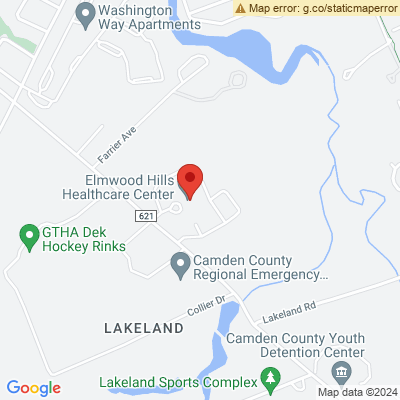 Map error: g.co/staticmaperror
Washington
Way Apartments
Farrier Ave
Elmwood Hills
Healthcare Center
621
GTHA Dek
Hockey Rinks
Camden County
Regional Emergency...
Collier Dr
Lakeland Rd
LAKELAND
Camden County Youth
Detention Center
Lakeland Sports Complex
Google
Map data ©2024